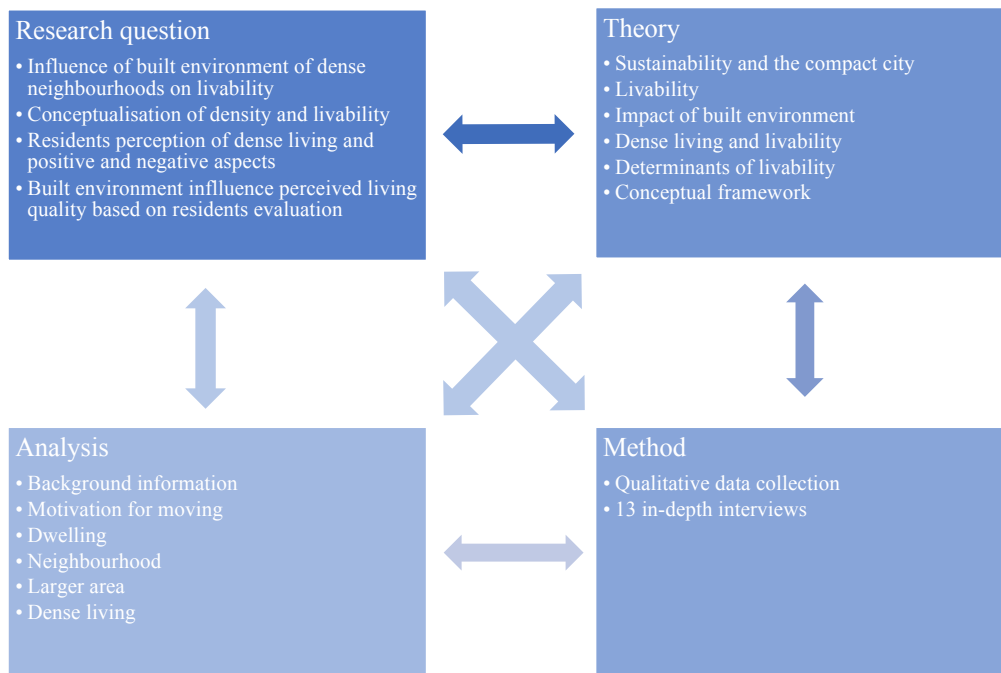 Research question
• Influence of built environment of dense
neighbourhoods on livability
• Conceptualisation of density and livability
• Residents perception of dense living and
positive and negative aspects
• Built environment inflluence perceived living
quality based on residents evaluation
Theory
• Sustainability and the compact city
• Livability
• Impact of built environment
• Dense living and livability
• Determinants of livability
• Conceptual framework
Analysis
• Background information
• Motivation for moving
• Dwelling
• Neighbourhood
• Larger area
• Dense living
Method
• Qualitative data collection
• 13 in-depth interviews